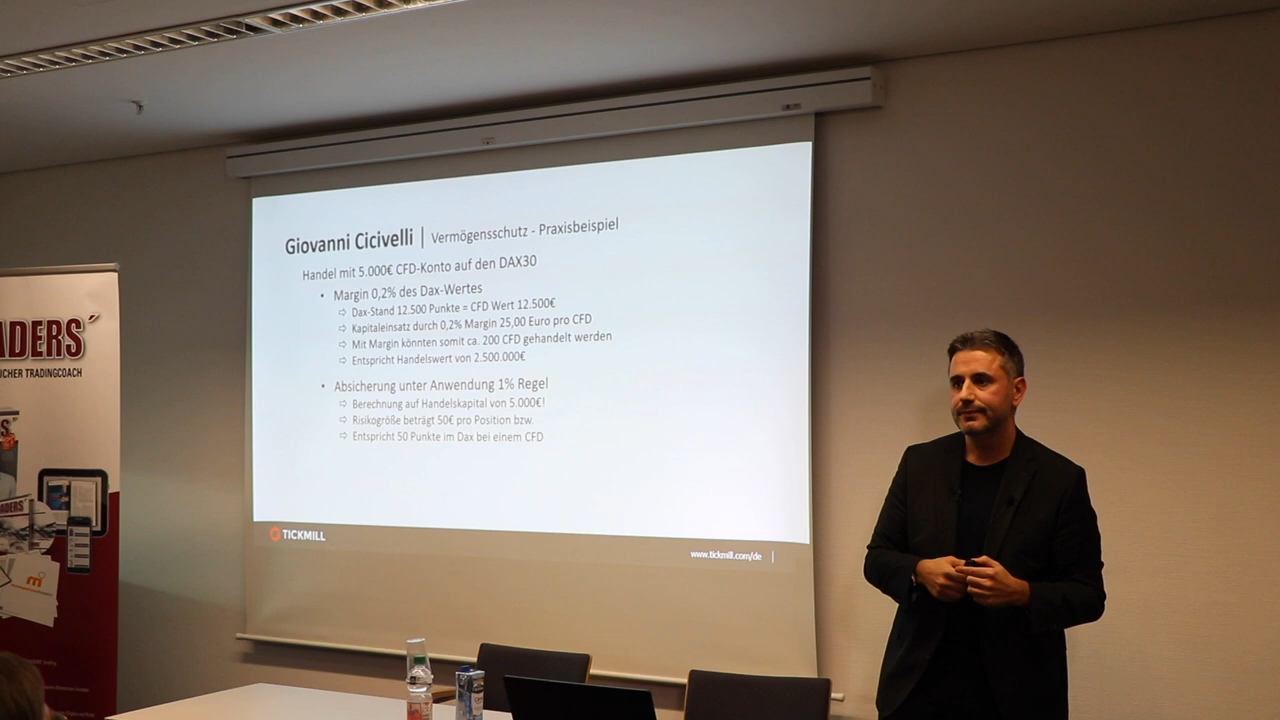 Giovanni Cicivelli | Vermögensschutz - Praxisbeispiel
Handel mit 5.000€ CFD-Konto auf den DAX30
• Margin 0,2% des Dax-Wertes
⇨ Dax-Stand 12.500 Punkte = CFD Wert 12.500€
⇨ Kapitaleinsatz durch 0,2% Margin 25,00 Euro pro CFD
⇨ Mit Margin könnten somit ca. 200 CFD gehandelt werden
⇨ Entspricht Handelswert von 2.500.000€
• Absicherung unter Anwendung 1% Regel
⇨ Berechnung auf Handelskapital von 5.000€!
⇨ Risikogröße beträgt 50€ pro Position bzw.
⇨ Entspricht 50 Punkte im Dax bei einem CFD
TICKMILL
www.tickmill.com/de |
ADERS´
UCHER TRADINGCOACH